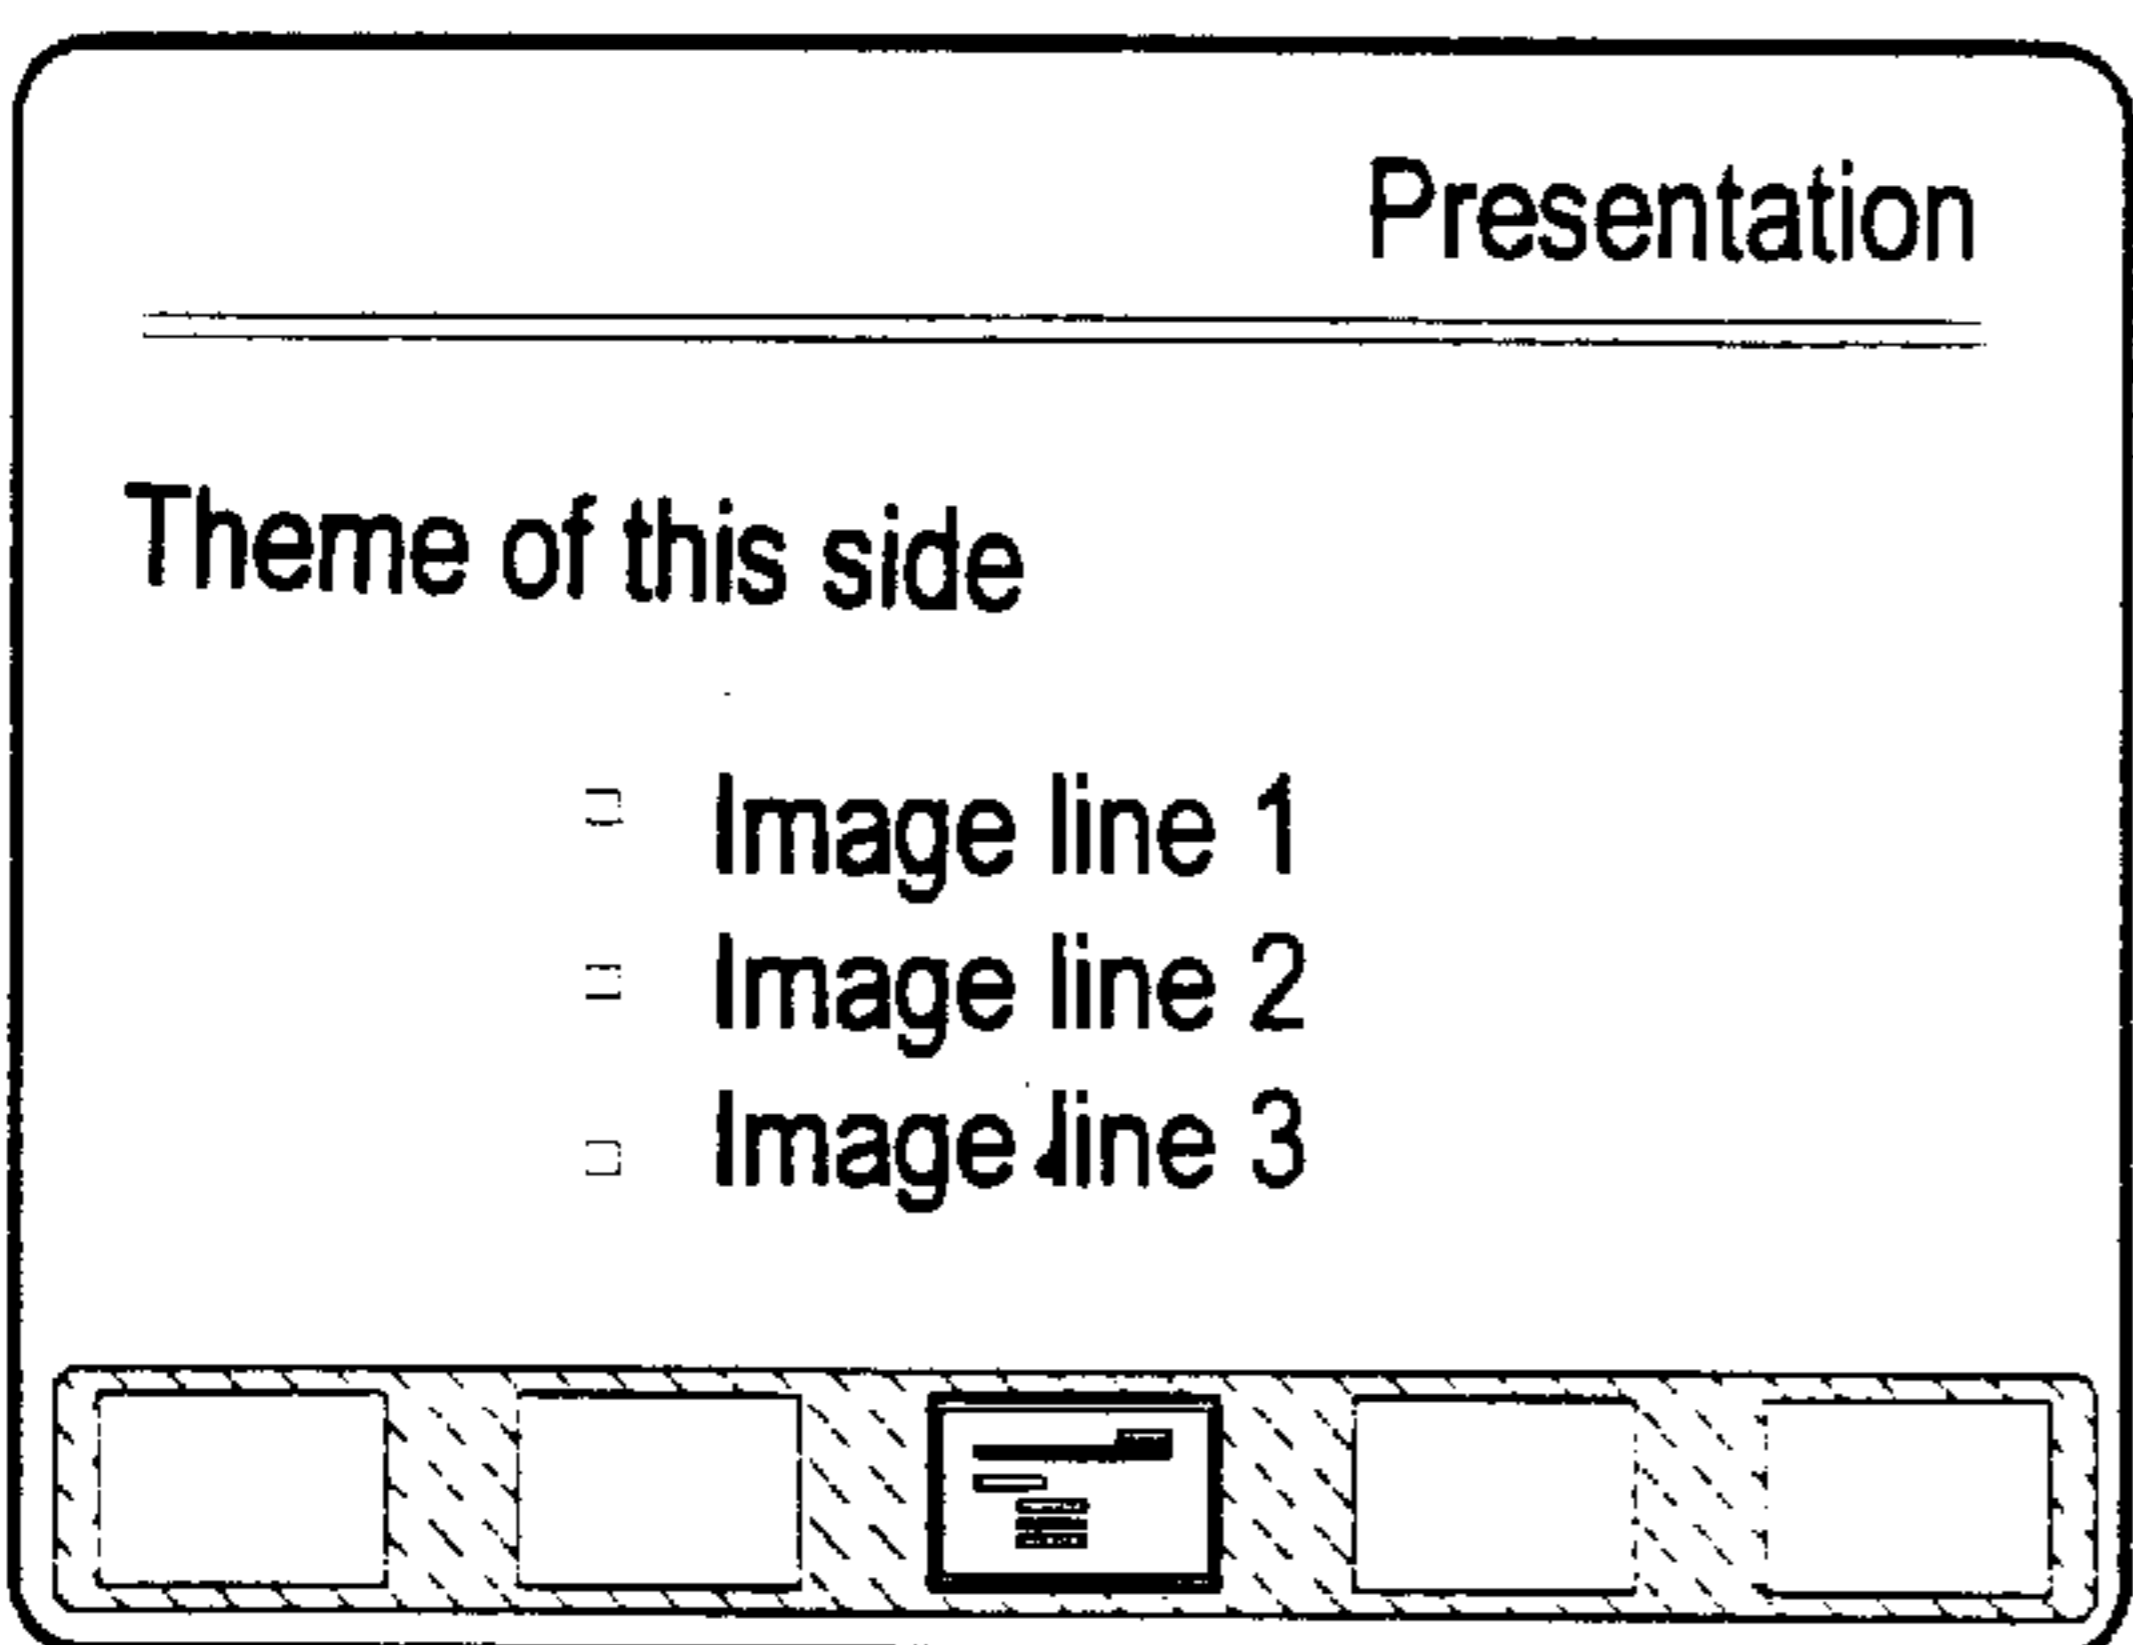 Presentation
Theme of this side
Image line 1
Image line 2
Image line 3